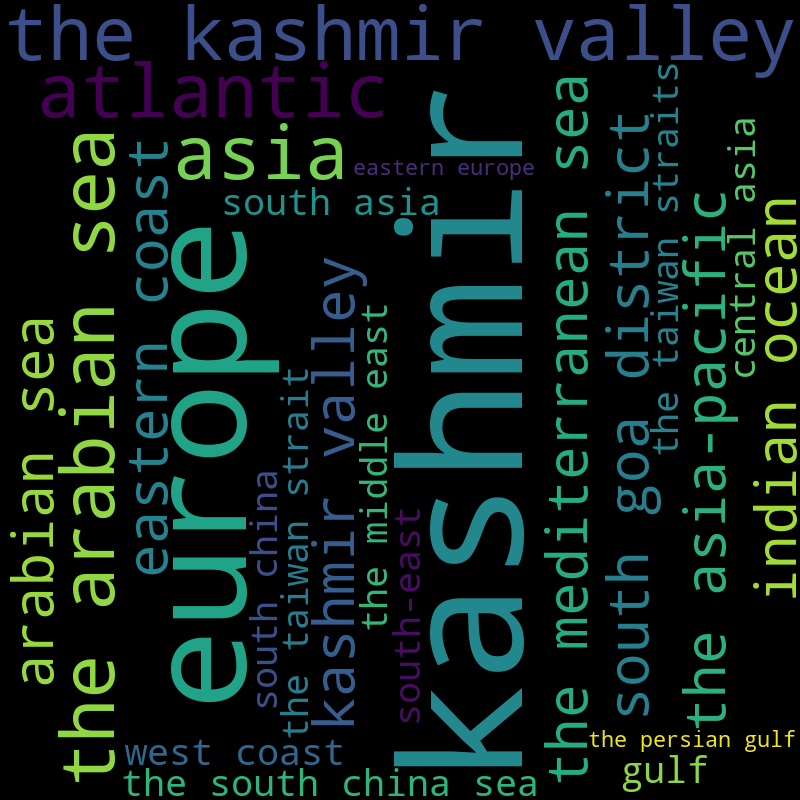 the kashmir valley
atlantic
asia
eastern europe
south asia
arabian sea
the arabian sea
eastern coast
europe
south china
the taiwan strait
kashmir valley
the middle east
south-east
kashmir
the mediterranean sea
south goa district
the taiwan straits
the asia-pacific
central asia
indian ocean
west coast
the persian gulf
the south china sea
gulf